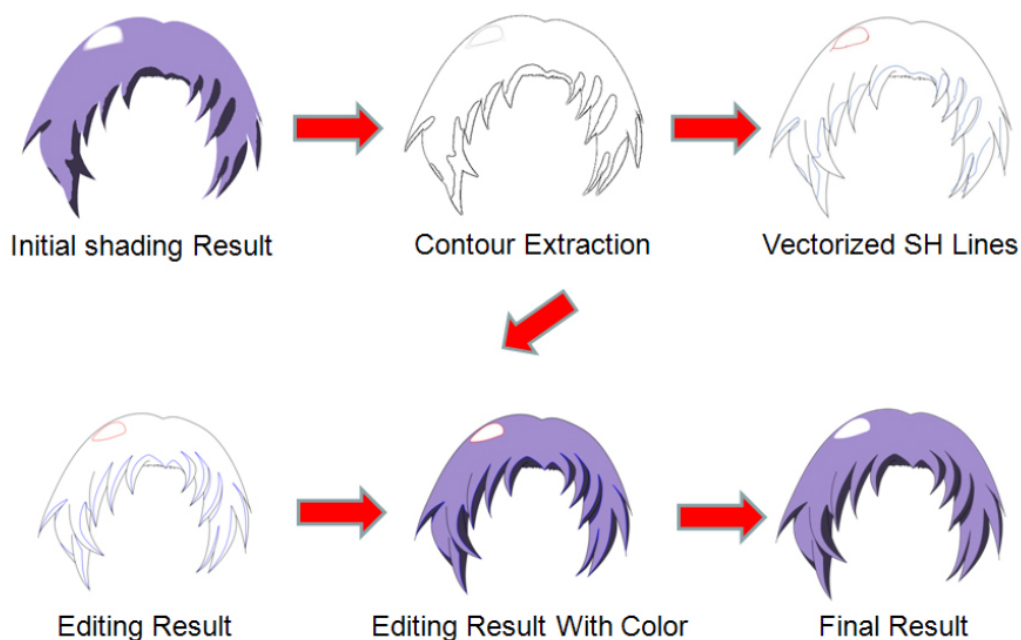 Initial shading Result
Contour Extraction
Vectorized SH Lines
Editing Result
Editing Result With Color
Final Result